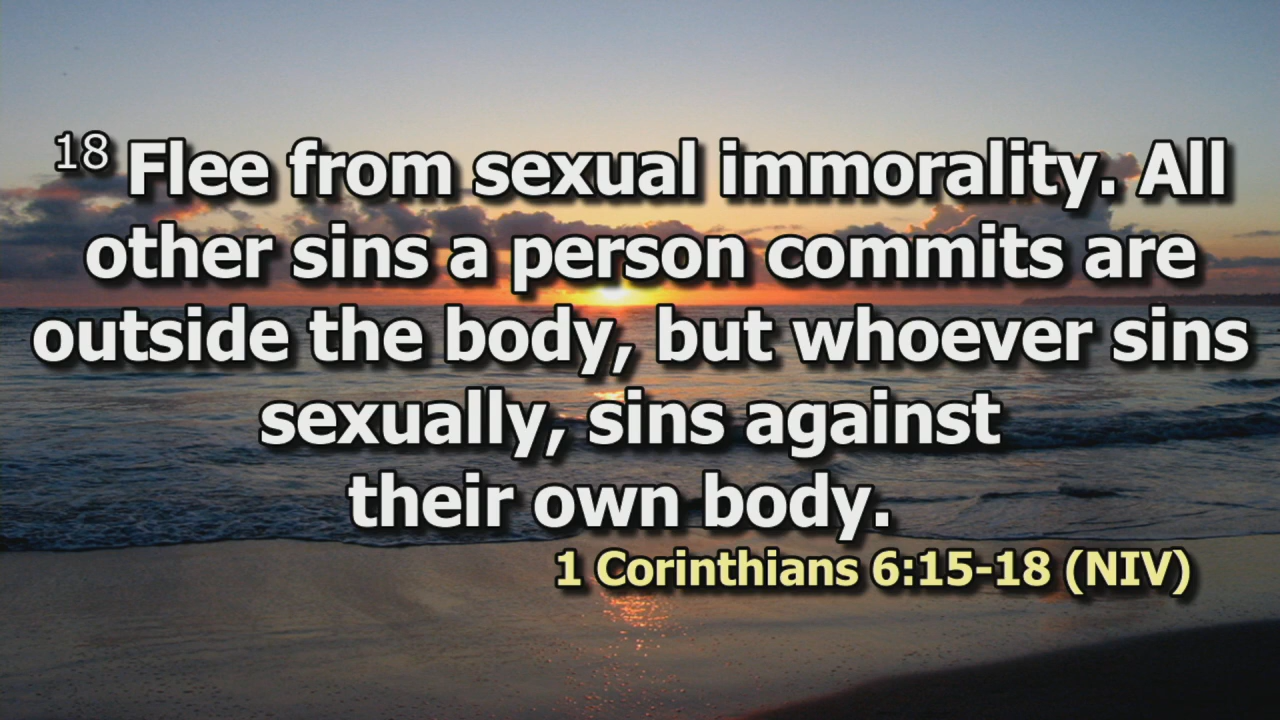 18 Flee from sexual immorality. All
other sins a person commits are
outside the body, but whoever sins
sexually, sins against
their own body.
1 Corinthians 6:15-18 (NIV)